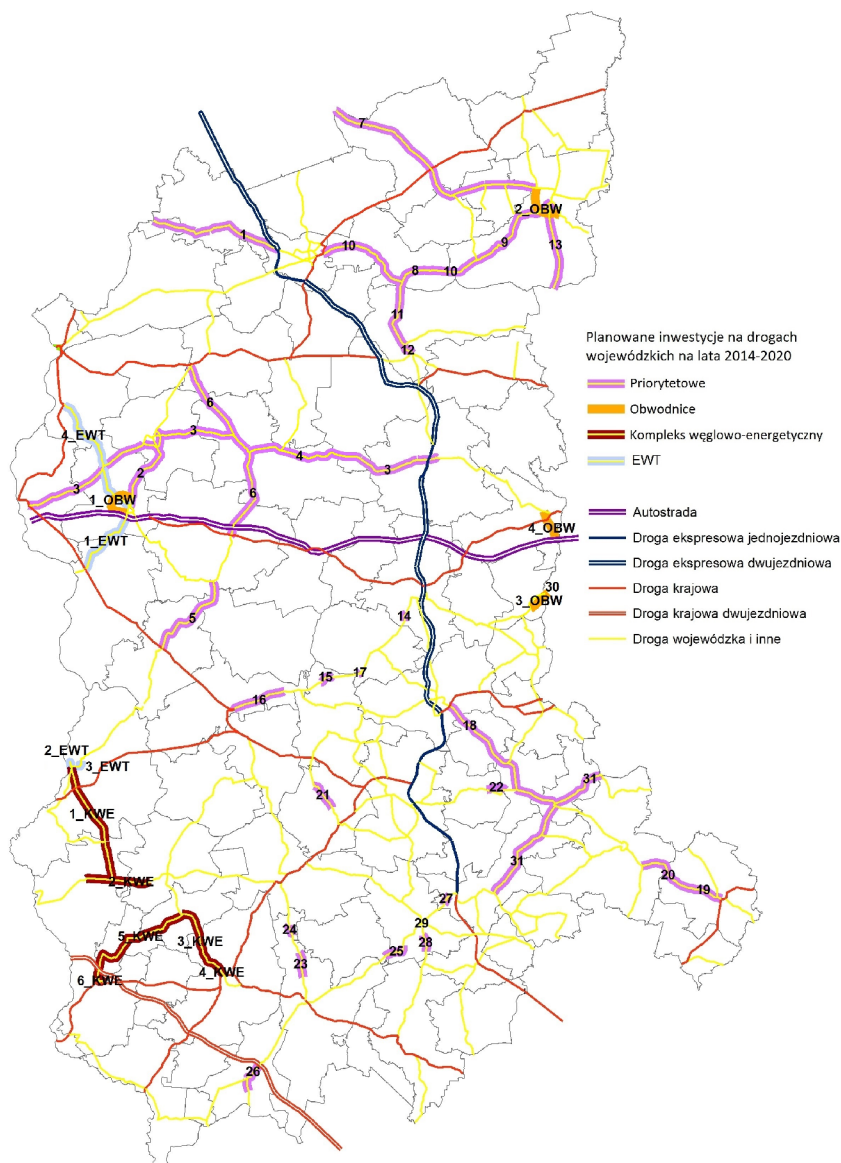 7
2_OBW
1
10
9
13
8
10
11
12
Planowane inwestycje na drogach
wojewódzkich na lata 2014-2020
Priorytetowe
Obwodnice
Kompleks węglowo-energetyczny
EWT
Autostrada
Droga ekspresowa jednojezdniowa
Droga ekspresowa dwujezdniowa
Droga krajowa
Droga krajowa dwujezdniowa
Droga wojewódzka i inne
6
4_EWT
3
4
3
2
3
1_OBW
6
4_OBW
1_EWT
30
3_OBW
5
14
15
17
16
18
2_EWT
3_EWT
31
22
21
1_KWE
31
20
19
2_KWE
27
29
24
5_KWE
3_KWE
28
25
23
4_KWE
6_KWE
26